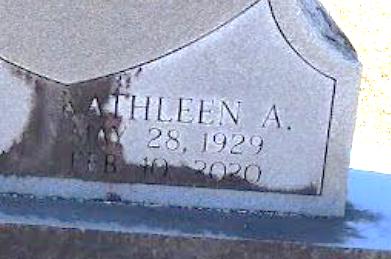 KATHLEEN A.
MAY 28, 1929
FEB 10, 2020